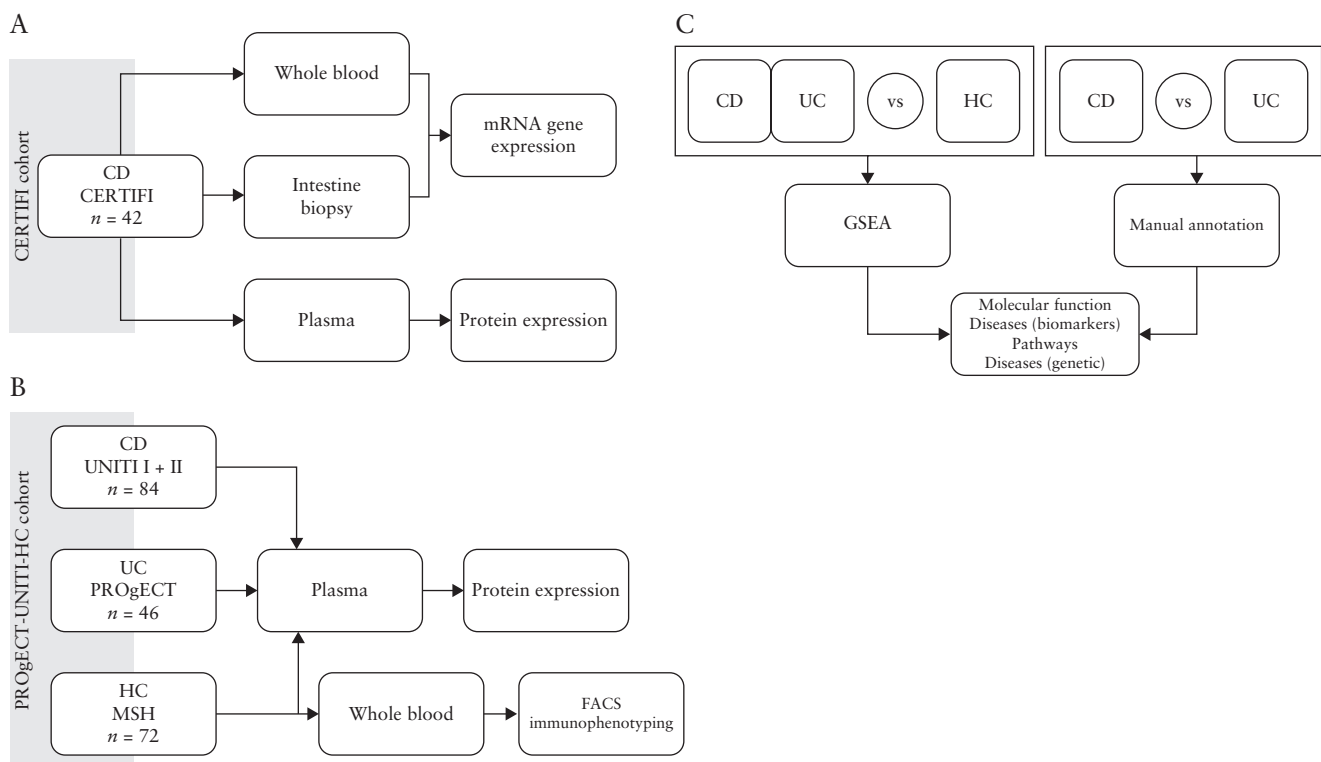 A
CERTIFI cohort
CD
CERTIFI
n = 42
Whole blood
Intestine
biopsy
mRNA gene
expression
Plasma
Protein expression
B
PROgECT-UNITI-HC cohort
CD
UNITI I + II
n = 84
UC
PROgECT
n = 46
HC
MSH
n = 72
Plasma
Protein expression
Whole blood
FACS
immunophenotyping
C
CD
UC
vs
HC
CD
vs
UC
GSEA
Manual annotation
Molecular function
Diseases (biomarkers)
Pathways
Diseases (genetic)